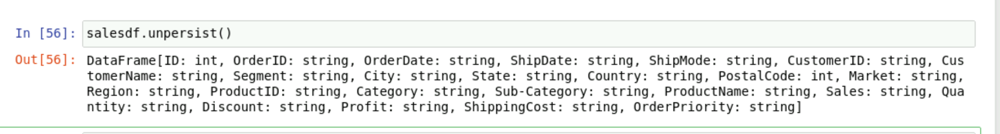 In [56]: salesdf.unpersist()
Out[56]: DataFrame[ID: int, OrderID: string, OrderDate: string, ShipDate: string, ShipMode: string, CustomerID: string, Cus
tomerName: string, Segment: string, City: string, State: string, Country: string, PostalCode: int, Market: string,
Region: string, ProductID: string, Category: string, Sub-Category: string, ProductName: string, Sales: string, Qua
ntity: string, Discount: string, Profit: string, ShippingCost: string, OrderPriority: string]